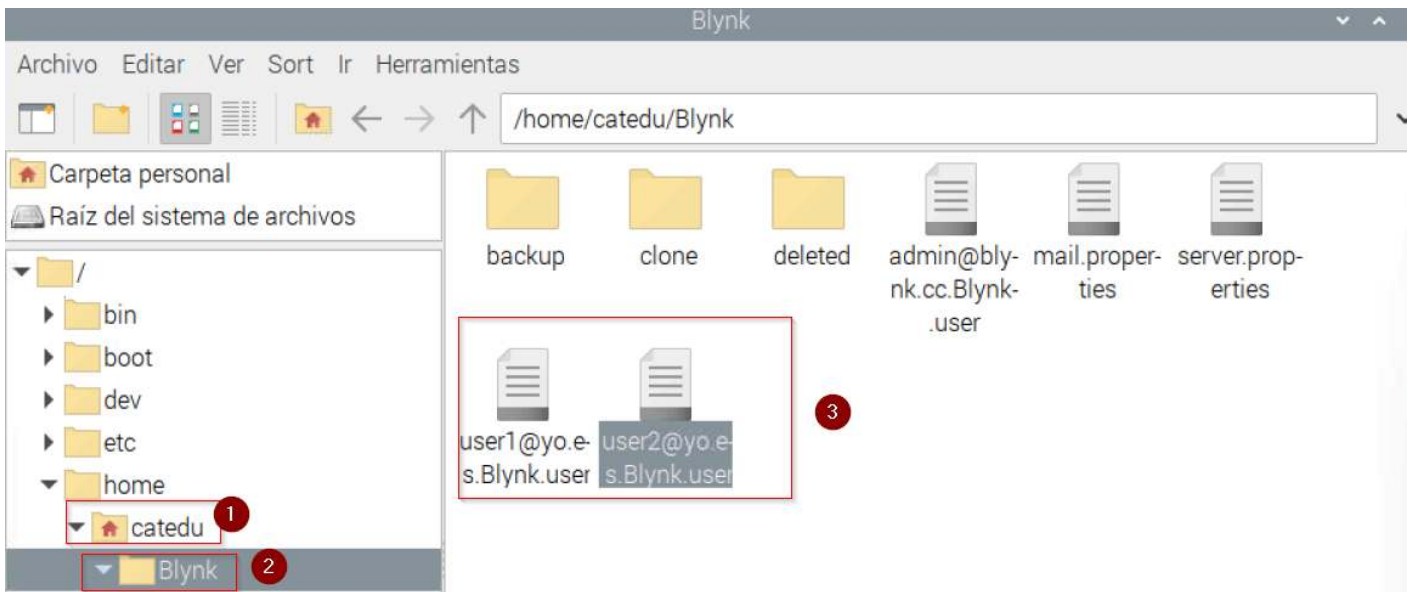 Blynk
Archivo Editar Ver Sort Ir Herramientas
/home/catedu/Blynk
Carpeta personal
Raíz del sistema de archivos
/
bin
boot
dev
etc
home
catedu
1
Blynk
2
backup
clone
deleted
admin@bly-
nk.cc.Blynk-
.user
mail.proper-
ties
server.prop-
erties
user1@yo.e-
s.Blynk.user
user2@yo.e-
s.Blynk.user
3